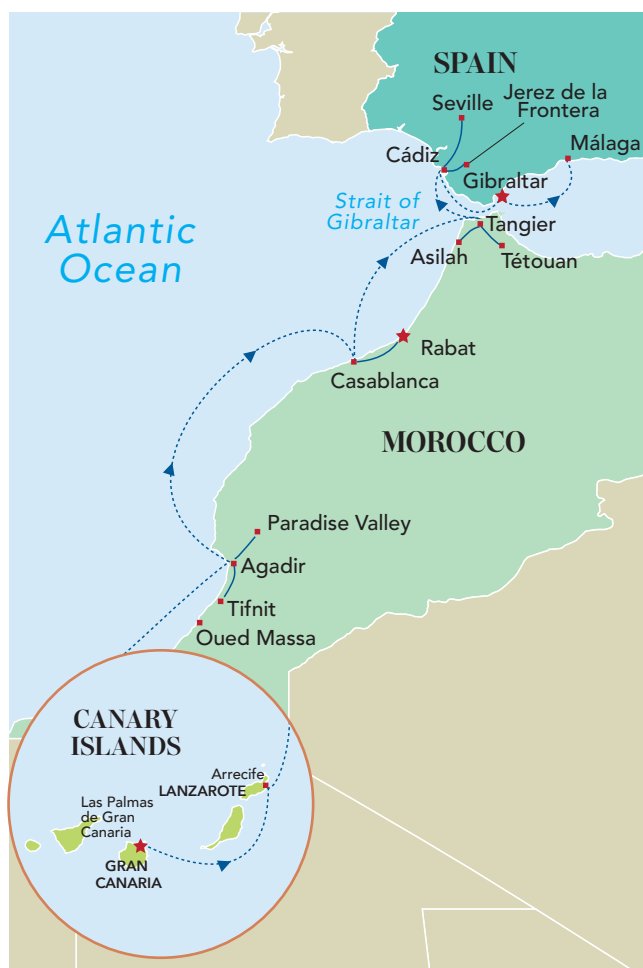 SPAIN
Seville
Jerez de la
Frontera
Cádiz
Málaga
Gibraltar
Strait of
Gibraltar
Tangier
Asilah
Tétouan
Atlantic
Ocean
Rabat
Casablanca
MOROCCO
Paradise Valley
Agadir
Tifnit
Oued Massa
CANARY
ISLANDS
Arrecife
LANZAROTE
Las Palmas
de Gran
Canaria
GRAN
CANARIA